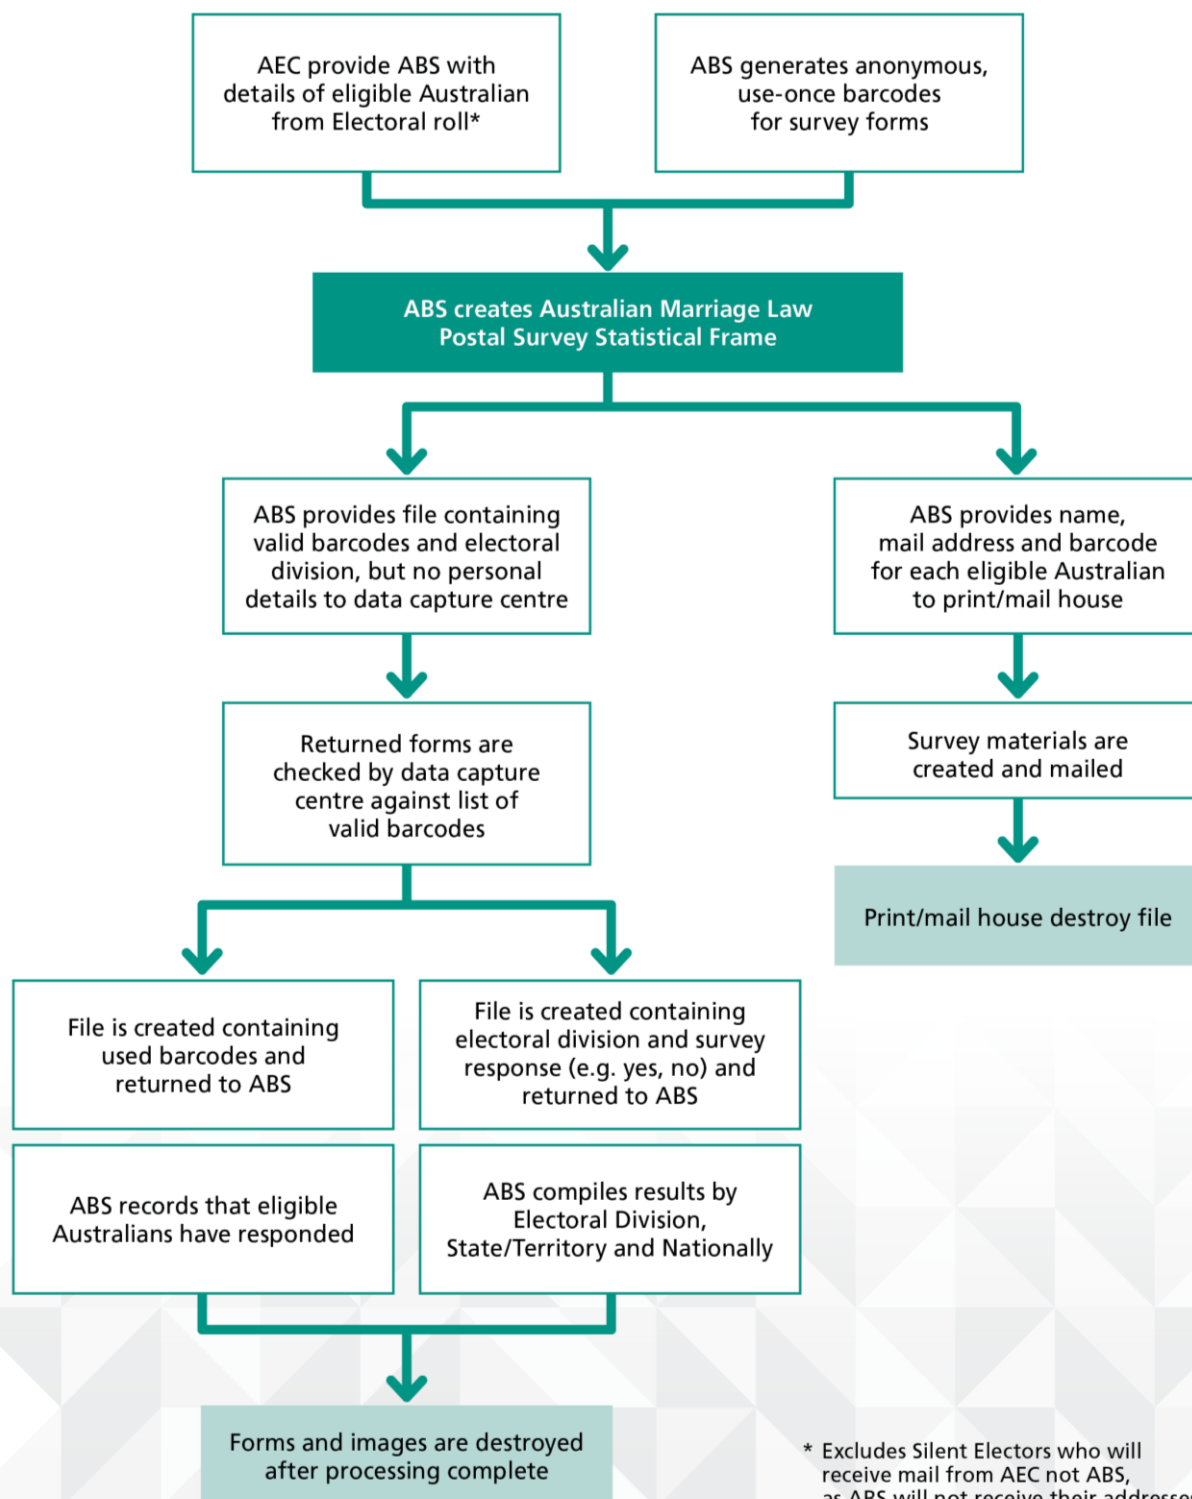 AEC provide ABS with
details of eligible Australian
from Electoral roll*
ABS generates anonymous,
use-once barcodes
for survey forms
ABS creates Australian Marriage Law
Postal Survey Statistical Frame
ABS provides file containing
valid barcodes and electoral
division, but no personal
details to data capture centre
ABS provides name,
mail address and barcode
for each eligible Australian
to print/mail house
Returned forms are
checked by data capture
centre against list of
valid barcodes
Survey materials are
created and mailed
Print/mail house destroy file
File is created containing
used barcodes and
returned to ABS
File is created containing
electoral division and survey
response (e.g. yes, no) and
returned to ABS
ABS records that eligible
Australians have responded
ABS compiles results by
Electoral Division,
State/Territory and Nationally
Forms and images are destroyed
after processing complete
* Excludes Silent Electors who will
receive mail from AEC not ABS,
as ABS will not receive their addresses